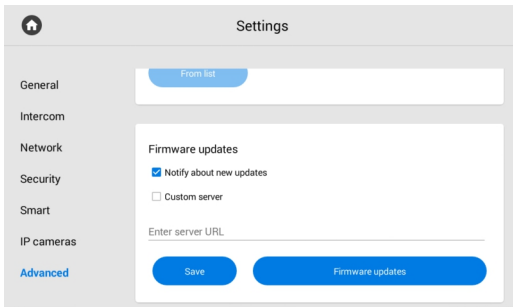 Settings
General
Intercom
Network
Security
Smart
IP cameras
Advanced
From list
Firmware updates
Notify about new updates
Custom server
Enter server URL
Save
Firmware updates